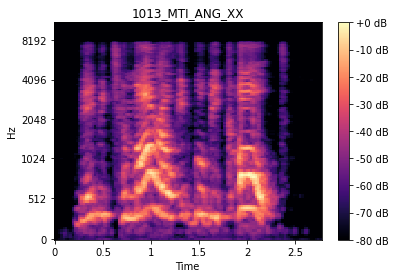 1013_MTI_ANG_XX
+0 dB
8192
-10 dB
-20 dB
4096
-30 dB
Hz
2048
-40 dB
1024
-50 dB
-60 dB
512
-70 dB
0
-80 dB
0 0.5 1 1.5 2 2.5
Time